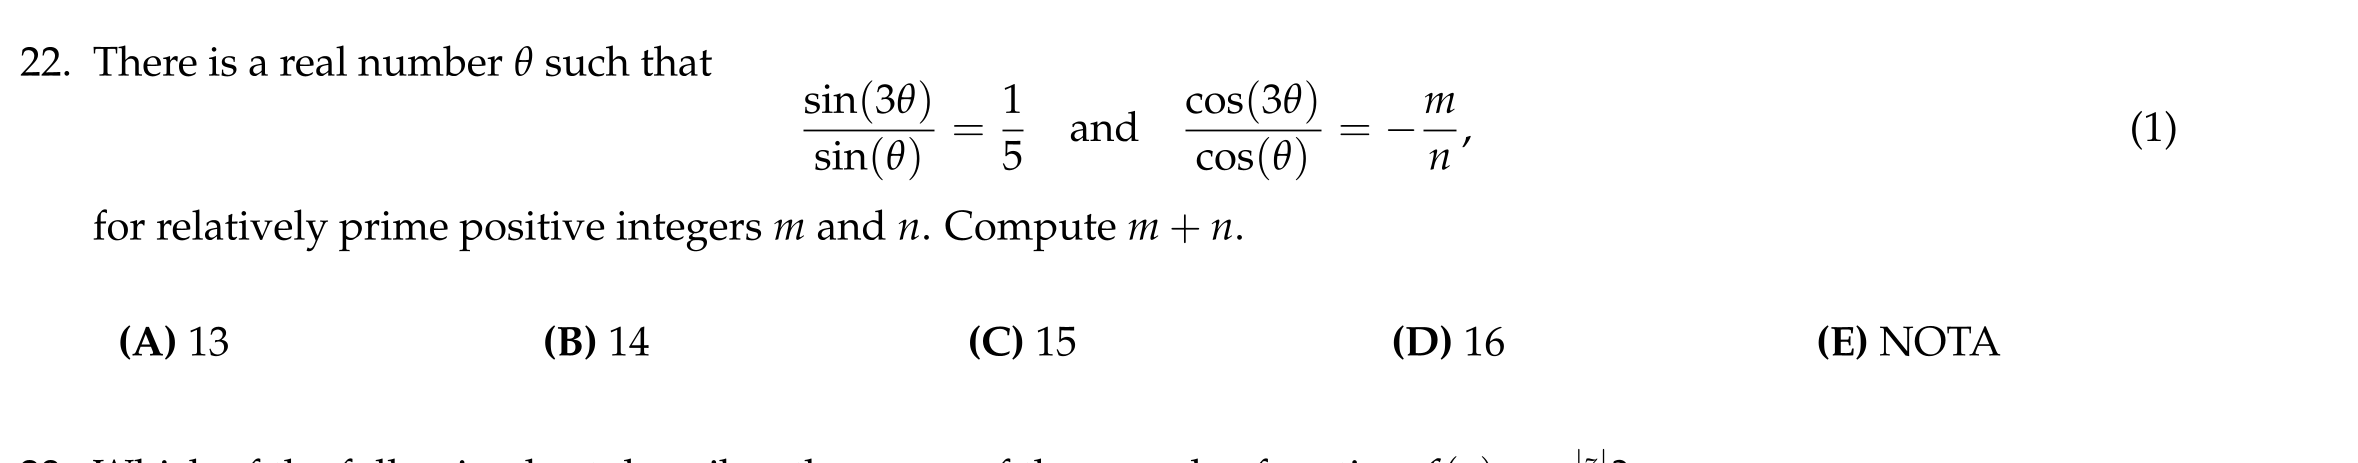 22. There is a real number θ such that
sin(3θ)/sin(θ) = 1/5 and cos(3θ)/cos(θ) = −m/n, (1)
for relatively prime positive integers m and n. Compute m + n.
(A) 13 (B) 14 (C) 15 (D) 16 (E) NOTA